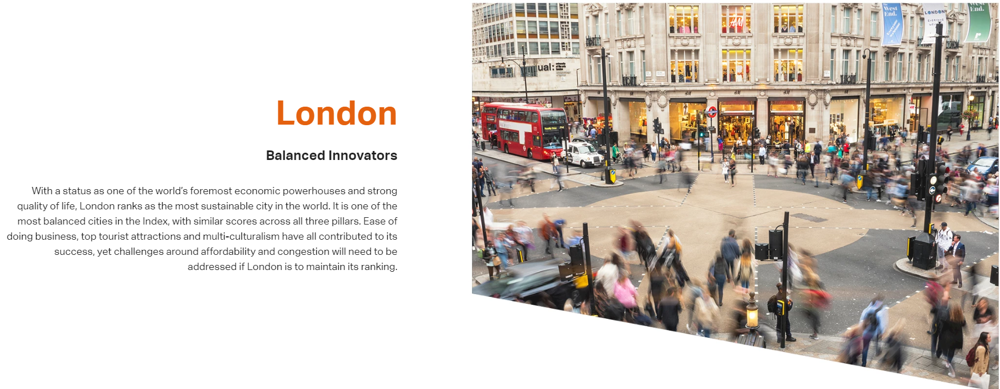 London
Balanced Innovators
With a status as one of the world’s foremost economic powerhouses and strong
quality of life, London ranks as the most sustainable city in the world. It is one of the
most balanced cities in the Index, with similar scores across all three pillars. Ease of
doing business, top tourist attractions and multi-culturalism have all contributed to its
success, yet challenges around affordability and congestion will need to be
addressed if London is to maintain its ranking.
West
End.
LONDON
End.
H&M
ual:
H&M
H&M
H&M